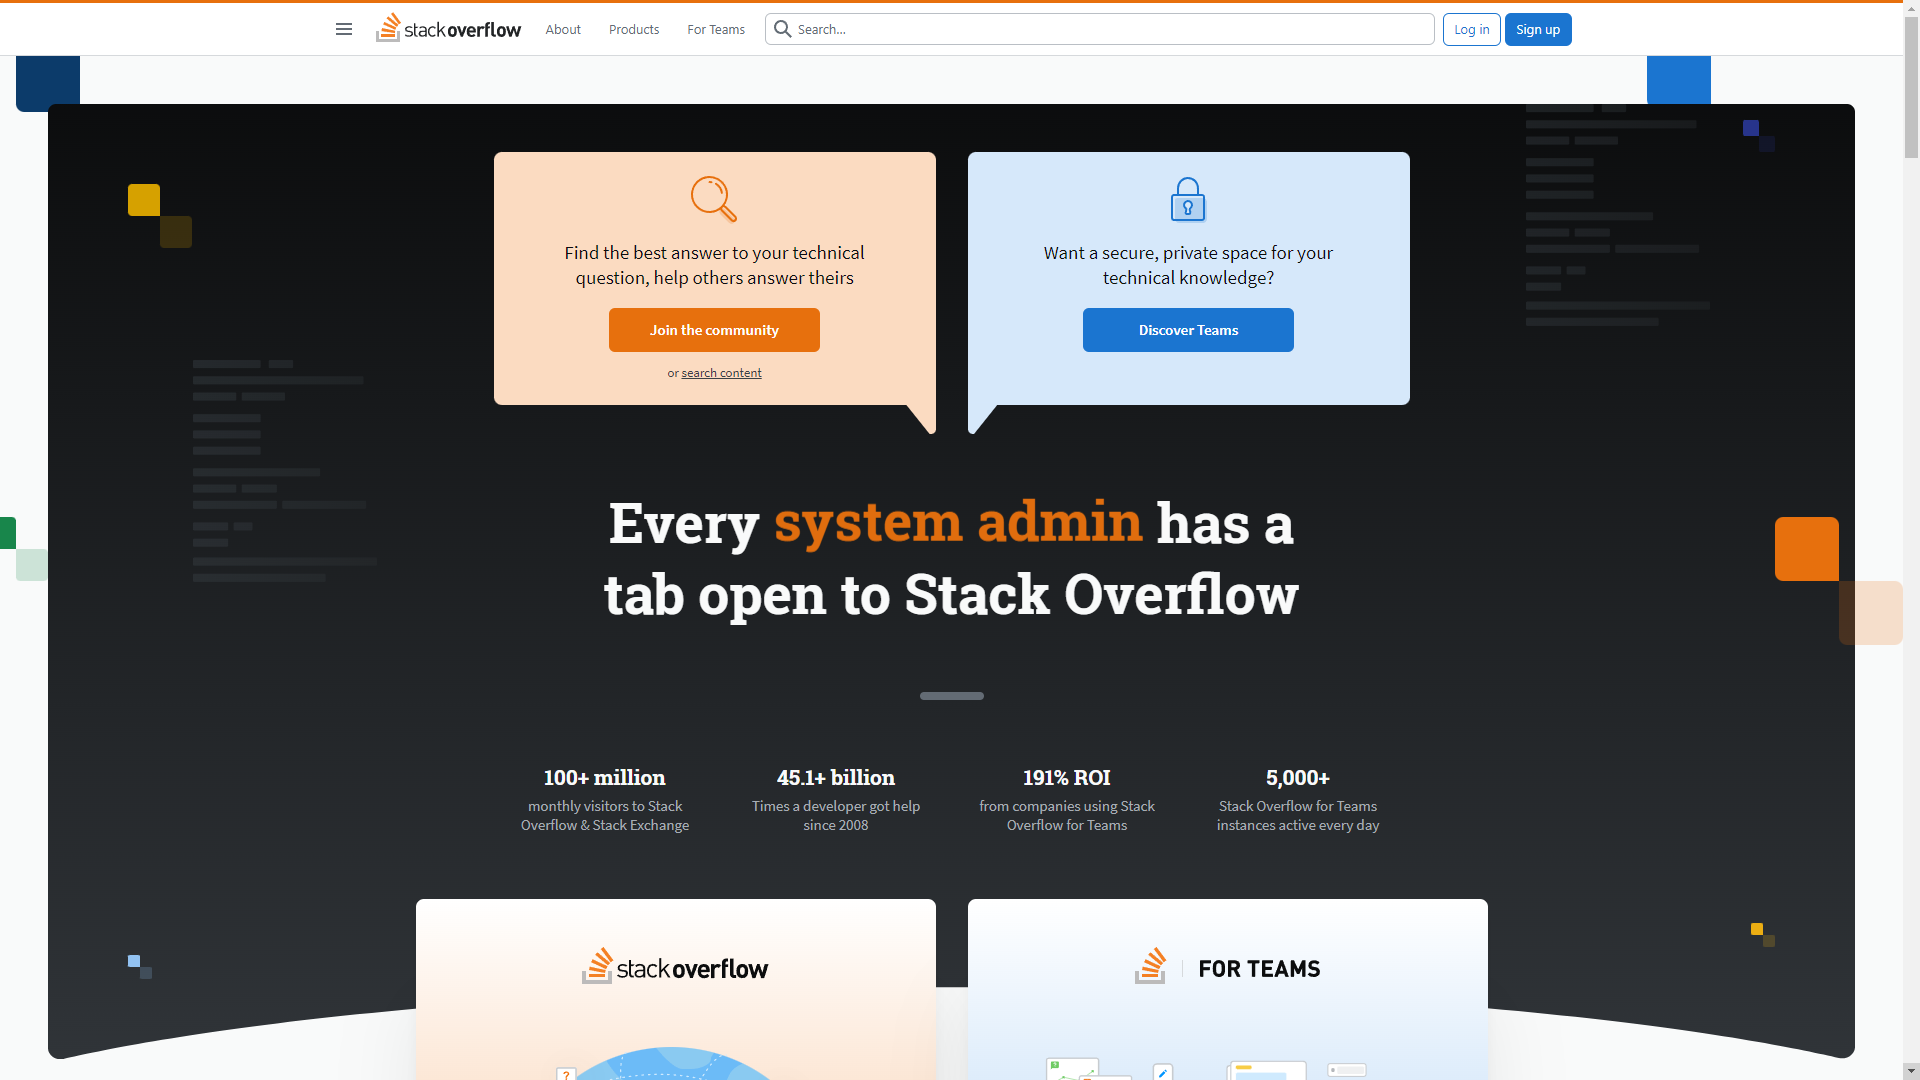 stackoverflow
About
Products
For Teams
Search...
Log in
Sign up
Find the best answer to your technical
question, help others answer theirs
Join the community
or search content
Want a secure, private space for your
technical knowledge?
Discover Teams
Every system admin has a
tab open to Stack Overflow
100+ million
monthly visitors to Stack
Overflow & Stack Exchange
45.1+ billion
Times a developer got help
since 2008
191% ROI
from companies using Stack
Overflow for Teams
5,000+
Stack Overflow for Teams
instances active every day
stackoverflow
FOR TEAMS
?